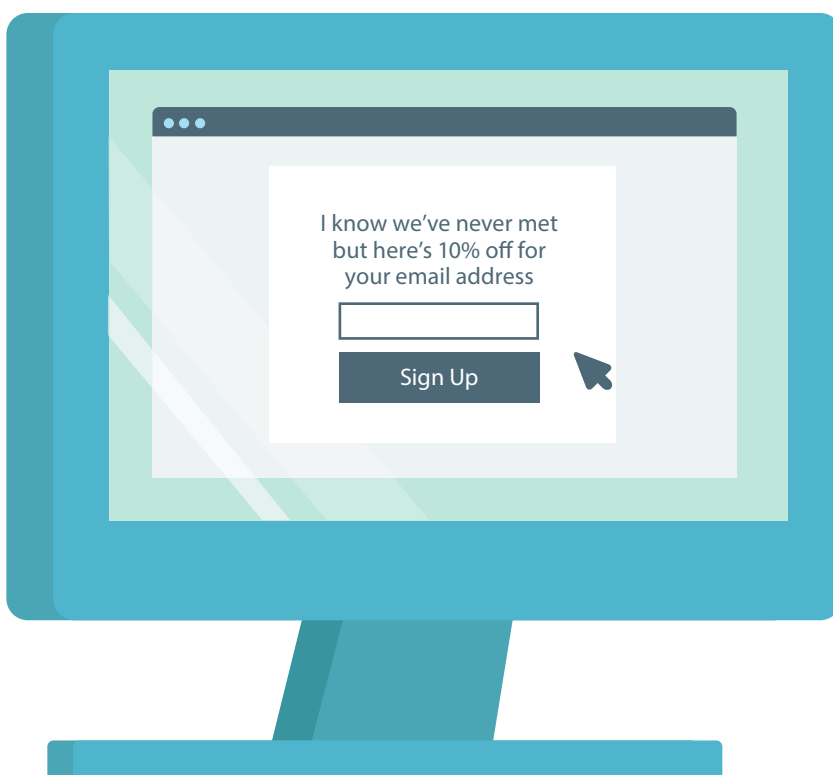 I know we’ve never met
but here’s 10% off for
your email address
Sign Up